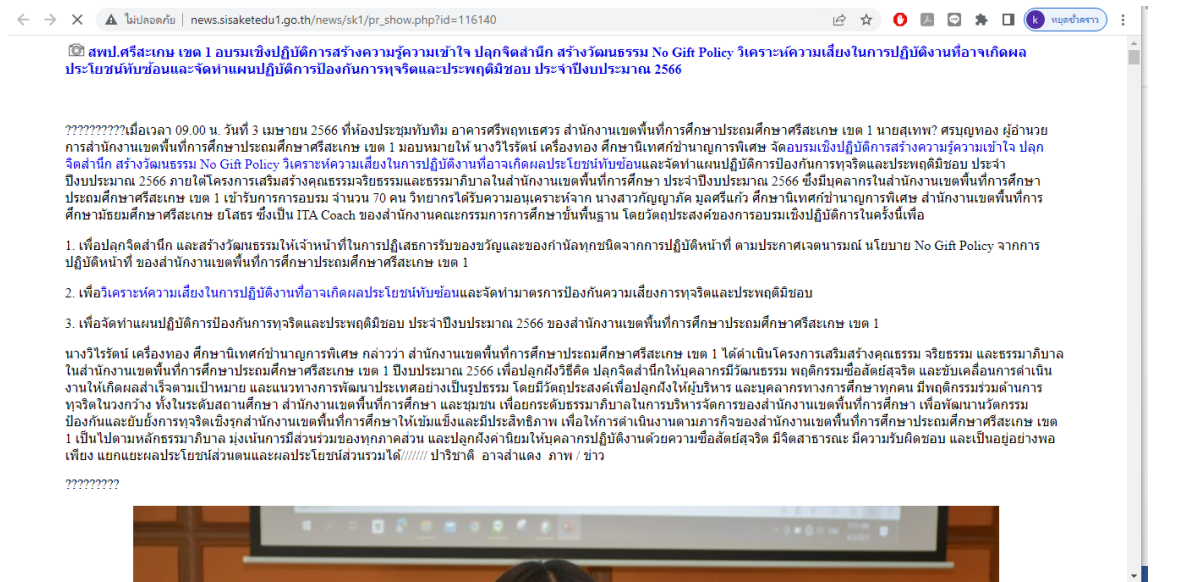 ไม่ปลอดภัย | news.sisaketedu1.go.th/news/sk1/pr_show.php?id=116140
k หยุดชั่วคราว
สพป.ศรีสะเกษ เขต 1 อบรมเชิงปฏิบัติการสร้างความรู้ความเข้าใจ ปลุกจิตสำนึก สร้างวัฒนธรรม No Gift Policy วิเคราะห์ความเสี่ยงในการปฏิบัติงานที่อาจเกิดผล
ประโยชน์ทับซ้อนและจัดทำแผนปฏิบัติการป้องกันการทุจริตและประพฤติมิชอบ ประจำปีงบประมาณ 2566
??????????เมื่อเวลา 09.00 น. วันที่ 3 เมษายน 2566 ที่ห้องประชุมทับทิม อาคารศรีพฤทเธศวร สำนักงานเขตพื้นที่การศึกษาประถมศึกษาศรีสะเกษ เขต 1 นายสุเทพ? ศรบุญทอง ผู้อำนวย
การสำนักงานเขตพื้นที่การศึกษาประถมศึกษาศรีสะเกษ เขต 1 มอบหมายให้ นางวิไรรัตน์ เครื่องทอง ศึกษานิเทศก์ชำนาญการพิเศษ จัดอบรมเชิงปฏิบัติการสร้างความรู้ความเข้าใจ ปลุก
จิตสำนึก สร้างวัฒนธรรม No Gift Policy วิเคราะห์ความเสี่ยงในการปฏิบัติงานที่อาจเกิดผลประโยชน์ทับซ้อนและจัดทำแผนปฏิบัติการป้องกันการทุจริตและประพฤติมิชอบ ประจำ
ปีงบประมาณ 2566 ภายใต้โครงการเสริมสร้างคุณธรรมจริยธรรมและธรรมาภิบาลในสำนักงานเขตพื้นที่การศึกษา ประจำปีงบประมาณ 2566 ซึ่งมีบุคลากรในสำนักงานเขตพื้นที่การศึกษา
ประถมศึกษาศรีสะเกษ เขต 1 เข้ารับการการอบรม จำนวน 70 คน วิทยากรได้รับความอนุเคราะห์จาก นางสาวกัญญาภัค มูลศรีแก้ว ศึกษานิเทศก์ชำนาญการพิเศษ สำนักงานเขตพื้นที่การ
ศึกษามัธยมศึกษาศรีสะเกษ ยโสธร ซึ่งเป็น ITA Coach ของสำนักงานคณะกรรมการการศึกษาขั้นพื้นฐาน โดยวัตถุประสงค์ของการอบรมเชิงปฏิบัติการในครั้งนี้เพื่อ
1. เพื่อปลุกจิตสำนึก และสร้างวัฒนธรรมให้เจ้าหน้าที่ในการปฏิเสธการรับของขวัญและของกำนัลทุกชนิดจากการปฏิบัติหน้าที่ ตามประกาศเจตนารมณ์ นโยบาย No Gift Policy จากการ
ปฏิบัติหน้าที่ ของสำนักงานเขตพื้นที่การศึกษาประถมศึกษาศรีสะเกษ เขต 1
2. เพื่อวิเคราะห์ความเสี่ยงในการปฏิบัติงานที่อาจเกิดผลประโยชน์ทับซ้อนและจัดทำมาตรการป้องกันความเสี่ยงการทุจริตและประพฤติมิชอบ
3. เพื่อจัดทำแผนปฏิบัติการป้องกันการทุจริตและประพฤติมิชอบ ประจำปีงบประมาณ 2566 ของสำนักงานเขตพื้นที่การศึกษาประถมศึกษาศรีสะเกษ เขต 1
นางวิไรรัตน์ เครื่องทอง ศึกษานิเทศก์ชำนาญการพิเศษ กล่าวว่า สำนักงานเขตพื้นที่การศึกษาประถมศึกษาศรีสะเกษ เขต 1 ได้ดำเนินโครงการเสริมสร้างคุณธรรม จริยธรรม และธรรมาภิบาล
ในสำนักงานเขตพื้นที่การศึกษาประถมศึกษาศรีสะเกษ เขต 1 ปีงบประมาณ 2566 เพื่อปลูกฝังวิธีคิด ปลุกจิตสำนึกให้บุคลากรมีวัฒนธรรม พฤติกรรมซื่อสัตย์สุจริต และขับเคลื่อนการดำเนิน
งานให้เกิดผลสำเร็จตามเป้าหมาย และแนวทางการพัฒนาประเทศอย่างเป็นรูปธรรม โดยมีวัตถุประสงค์เพื่อปลูกฝังให้ผู้บริหาร และบุคลากรทางการศึกษาทุกคน มีพฤติกรรมร่วมต้านการ
ทุจริตในวงกว้าง ทั้งในระดับสถานศึกษา สำนักงานเขตพื้นที่การศึกษา และชุมชน เพื่อยกระดับธรรมาภิบาลในการบริหารจัดการของสำนักงานเขตพื้นที่การศึกษา เพื่อพัฒนานวัตกรรม
ป้องกันและยับยั้งการทุจริตเชิงรุกสำนักงานเขตพื้นที่การศึกษาให้เข้มแข็งและมีประสิทธิภาพ เพื่อให้การดำเนินงานตามภารกิจของสำนักงานเขตพื้นที่การศึกษาประถมศึกษาศรีสะเกษ เขต
1 เป็นไปตามหลักธรรมาภิบาล มุ่งเน้นการมีส่วนร่วมของทุกภาคส่วน และปลูกฝังค่านิยมให้บุคลากรปฏิบัติงานด้วยความซื่อสัตย์สุจริต มีจิตสาธารณะ มีความรับผิดชอบ และเป็นอยู่อย่างพอ
เพียง แยกแยะผลประโยชน์ส่วนตนและผลประโยชน์ส่วนรวมได้/////// ปาริชาติ อาจสำแดง ภาพ / ข่าว
?????????